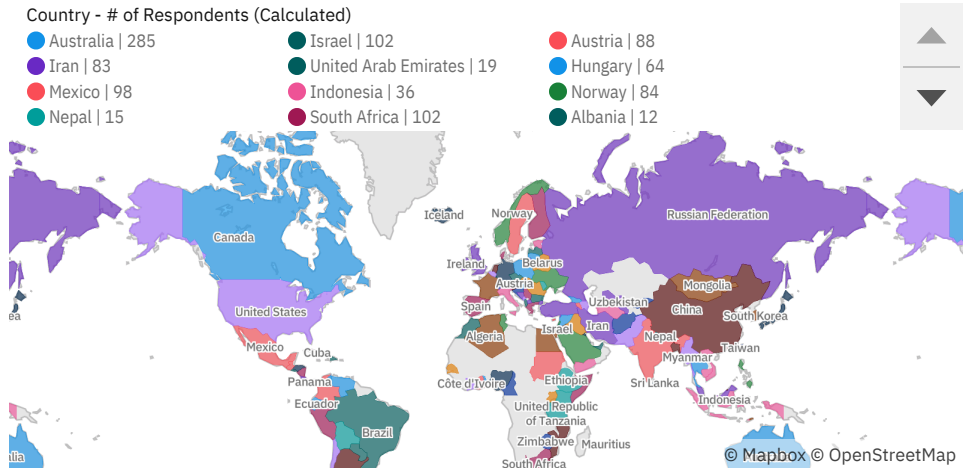 Country - # of Respondents (Calculated)
Australia | 285
Israel | 102
Austria | 88
Iran | 83
United Arab Emirates | 19
Hungary | 64
Mexico | 98
Indonesia | 36
Norway | 84
Nepal | 15
South Africa | 102
Albania | 12
Iceland
Norway
Russian Federation
Canada
Ireland
Belarus
Austria
Mongolia
Uzbekistan
Spain
United States
ea
China
South Korea
Israel
Iran
Algeria
Nepal
Mexico
Cuba
Taiwan
Myanmar
Panama
Côte d'Ivoire
Ethiopia
Sri Lanka
Ecuador
Indonesia
United Republic
of Tanzania
Brazil
Zimbabwe
Mauritius
alia
South Africa
© Mapbox © OpenStreetMap